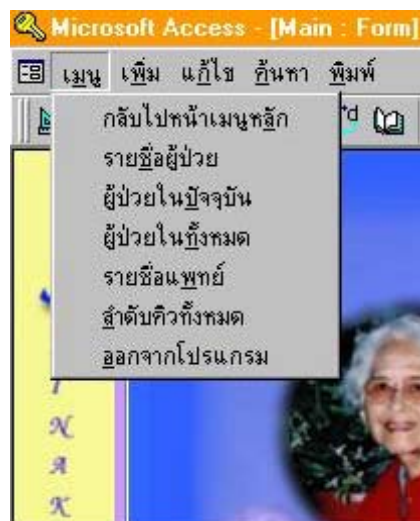 Microsoft Access - [Main : Form]
เมนู เพิ่ม แก้ไข ค้นหา พิมพ์
กลับไปหน้าเมนูหลัก
รายชื่อผู้ป่วย
ผู้ป่วยในปัจจุบัน
ผู้ป่วยในทั้งหมด
รายชื่อแพทย์
ลำดับคิวทั้งหมด
ออกจากโปรแกรม
I
N
A
K